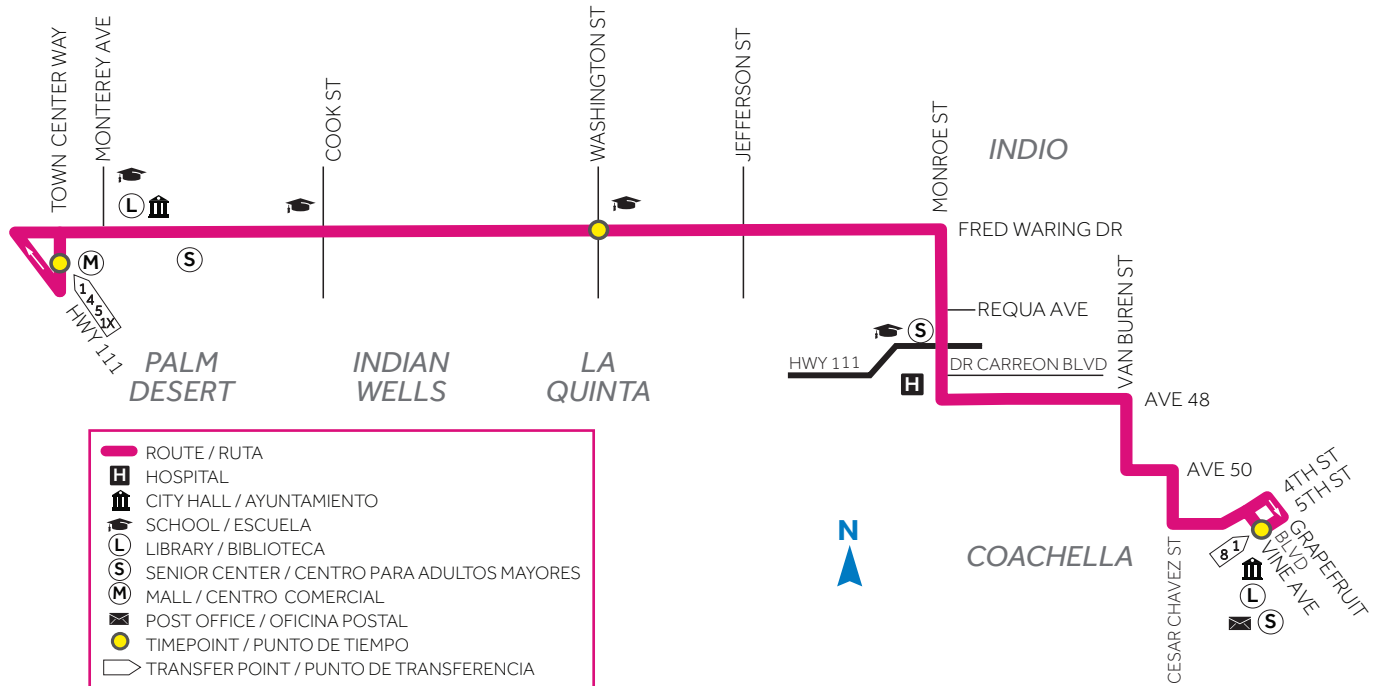 TOWN CENTER WAY
MONTEREY AVE
COOK ST
WASHINGTON ST
JEFFERSON ST
MONROE ST
INDIO
L
FRED WARING DR
M
S
1
4
5
1X
HWY 111
VAN BUREN ST
REQUA AVE
S
HWY 111
DR CARREON BLVD
H
PALM
DESERT
INDIAN
WELLS
LA
QUINTA
AVE 48
AVE 50
4TH ST
5TH ST
GRAPEFRUIT
BLVD
VINE AVE
1
8
L
S
CESAR CHAVEZ ST
COACHELLA
N
ROUTE / RUTA
H HOSPITAL
CITY HALL / AYUNTAMIENTO
SCHOOL / ESCUELA
L LIBRARY / BIBLIOTECA
S SENIOR CENTER / CENTRO PARA ADULTOS MAYORES
M MALL / CENTRO COMERCIAL
POST OFFICE / OFICINA POSTAL
TIMEPOINT / PUNTO DE TIEMPO
TRANSFER POINT / PUNTO DE TRANSFERENCIA